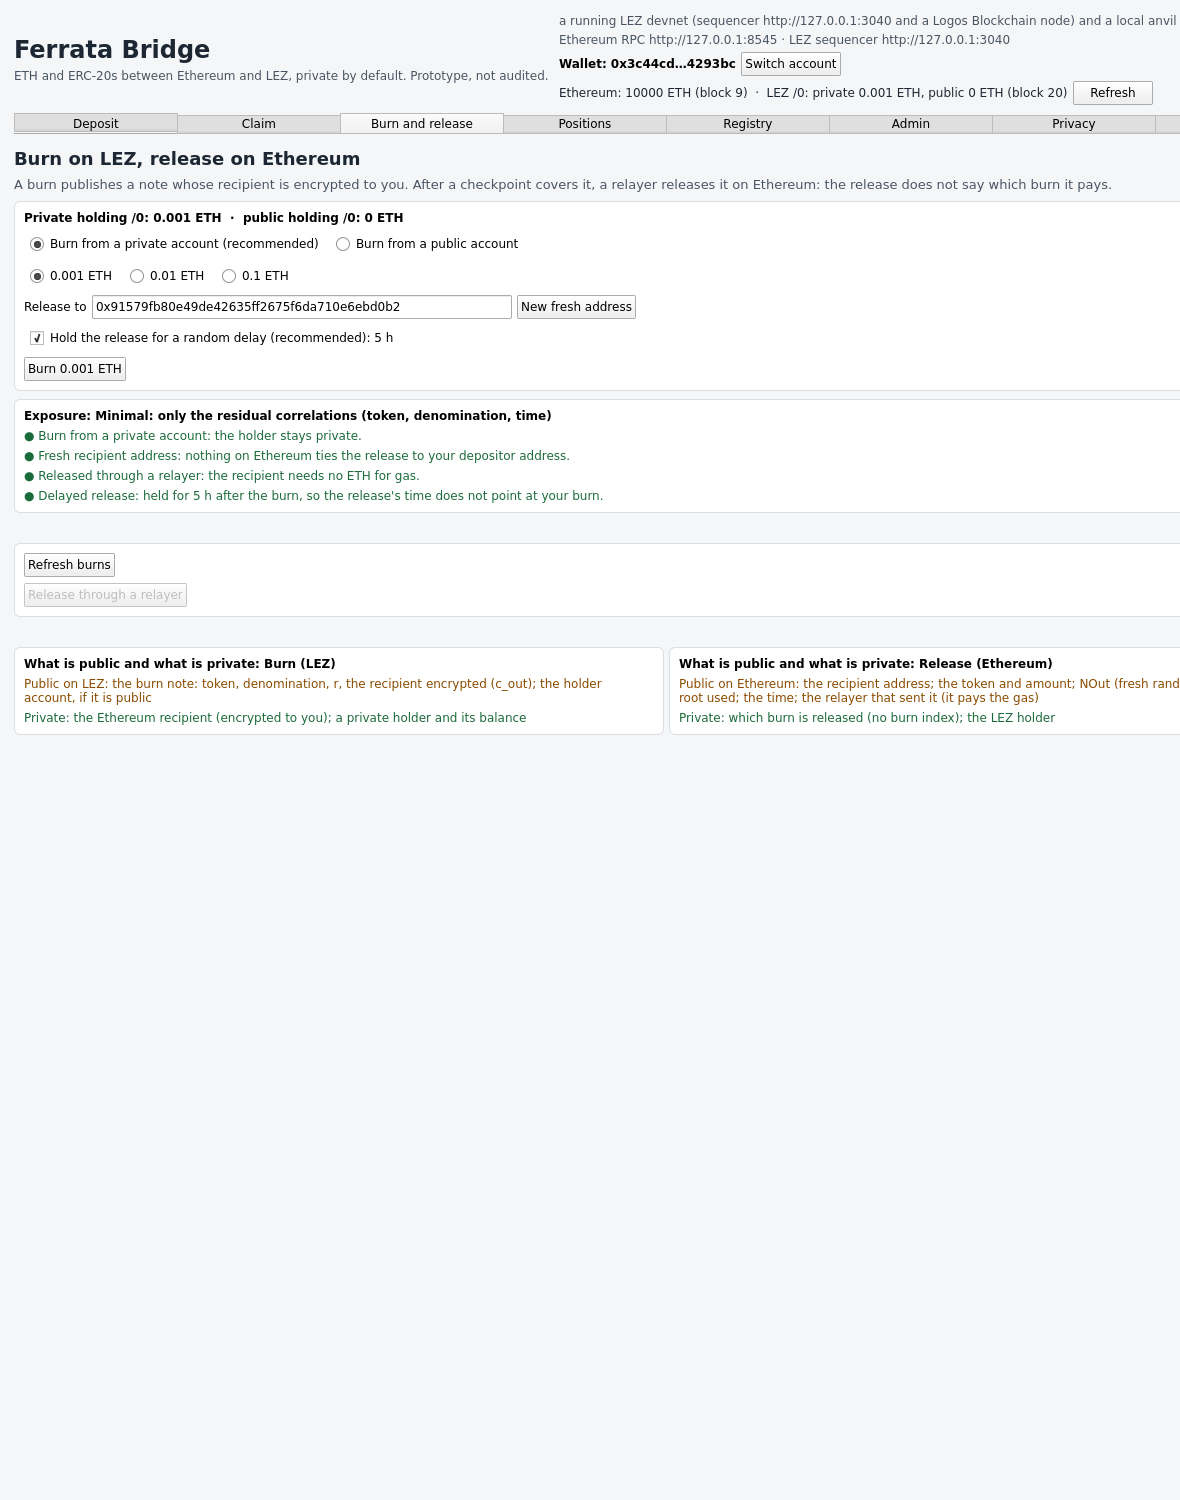 Ferrata Bridge
ETH and ERC-20s between Ethereum and LEZ, private by default. Prototype, not audited.
a running LEZ devnet (sequencer http://127.0.0.1:3040 and a Logos Blockchain node) and a local anvil
Ethereum RPC http://127.0.0.1:8545 · LEZ sequencer http://127.0.0.1:3040
Wallet: 0x3c44cd…4293bc Switch account
Ethereum: 10000 ETH (block 9) · LEZ /0: private 0.001 ETH, public 0 ETH (block 20) Refresh
Deposit Claim Burn and release Positions Registry Admin Privacy
Burn on LEZ, release on Ethereum
A burn publishes a note whose recipient is encrypted to you. After a checkpoint covers it, a relayer releases it on Ethereum: the release does not say which burn it pays.
Private holding /0: 0.001 ETH · public holding /0: 0 ETH
Burn from a private account (recommended) Burn from a public account
0.001 ETH 0.01 ETH 0.1 ETH
Release to 0x91579fb80e49de42635ff2675f6da710e6ebd0b2 New fresh address
Hold the release for a random delay (recommended): 5 h
Burn 0.001 ETH
Exposure: Minimal: only the residual correlations (token, denomination, time)
● Burn from a private account: the holder stays private.
● Fresh recipient address: nothing on Ethereum ties the release to your depositor address.
● Released through a relayer: the recipient needs no ETH for gas.
● Delayed release: held for 5 h after the burn, so the release's time does not point at your burn.
Refresh burns
Release through a relayer
What is public and what is private: Burn (LEZ)
Public on LEZ: the burn note: token, denomination, r, the recipient encrypted (c_out); the holder
account, if it is public
Private: the Ethereum recipient (encrypted to you); a private holder and its balance
What is public and what is private: Release (Ethereum)
Public on Ethereum: the recipient address; the token and amount; NOut (fresh rand
root used; the time; the relayer that sent it (it pays the gas)
Private: which burn is released (no burn index); the LEZ holder